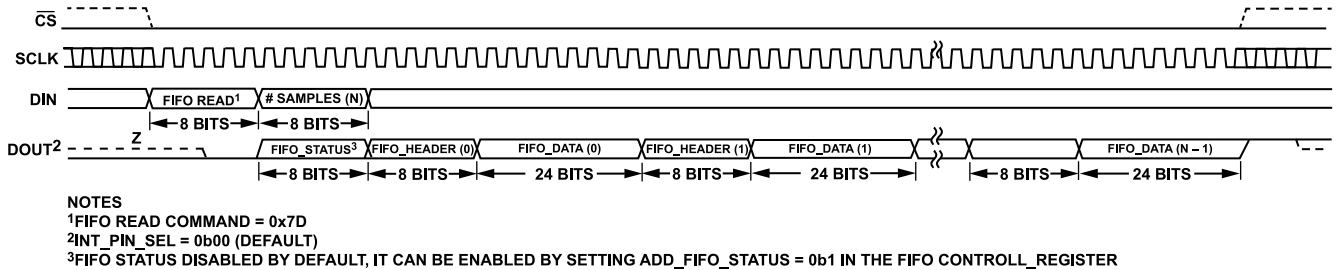 CS
SCLK
DIN FIFO READ1 # SAMPLES (N)
8 BITS 8 BITS
DOUT2 Z FIFO_STATUS3 FIFO_HEADER (0) FIFO_DATA (0) FIFO_HEADER (1) FIFO_DATA (1) FIFO_DATA (N – 1)
8 BITS 8 BITS 24 BITS 8 BITS 24 BITS 8 BITS 24 BITS
NOTES
1FIFO READ COMMAND = 0x7D
2INT_PIN_SEL = 0b00 (DEFAULT)
3FIFO STATUS DISABLED BY DEFAULT, IT CAN BE ENABLED BY SETTING ADD_FIFO_STATUS = 0b1 IN THE FIFO CONTROLL_REGISTER